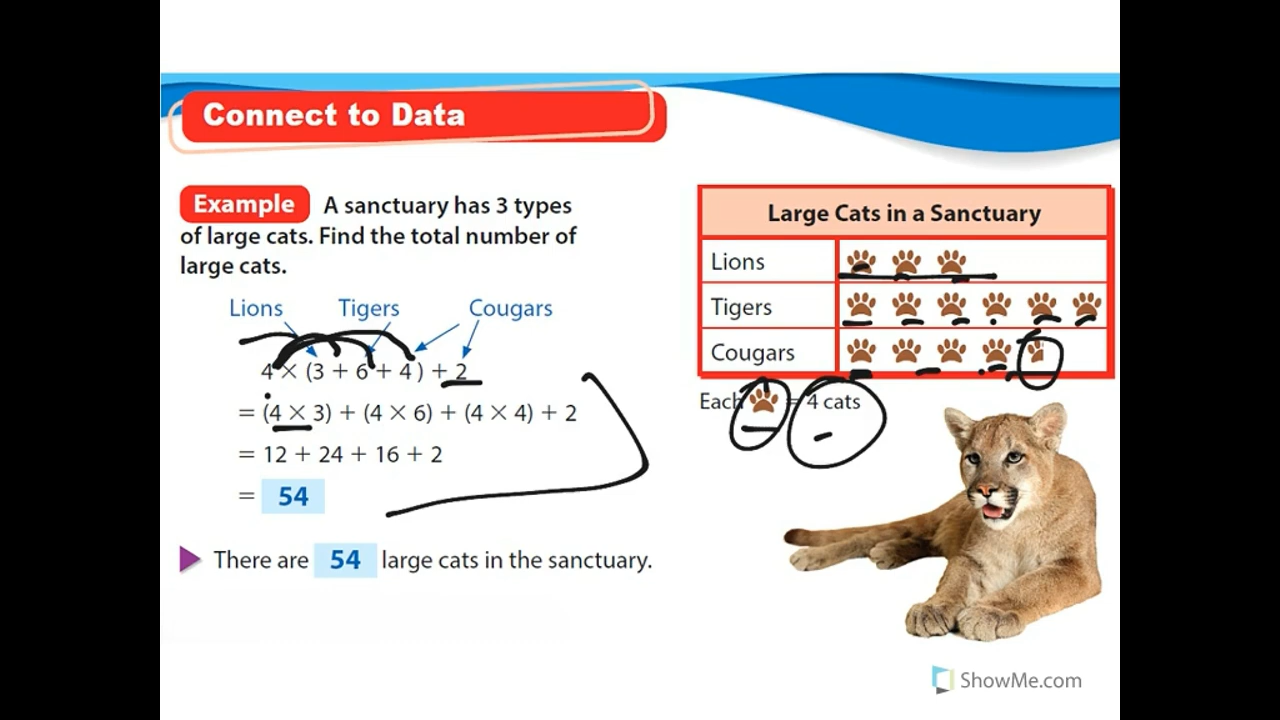 Connect to Data
Example A sanctuary has 3 types
of large cats. Find the total number of
large cats.
Lions Tigers Cougars
4 × (3 + 6 + 4) + 2
= (4 × 3) + (4 × 6) + (4 × 4) + 2
= 12 + 24 + 16 + 2
= 54
There are 54 large cats in the sanctuary.
Large Cats in a Sanctuary
Lions
Tigers
Cougars
Each = 4 cats
ShowMe.com